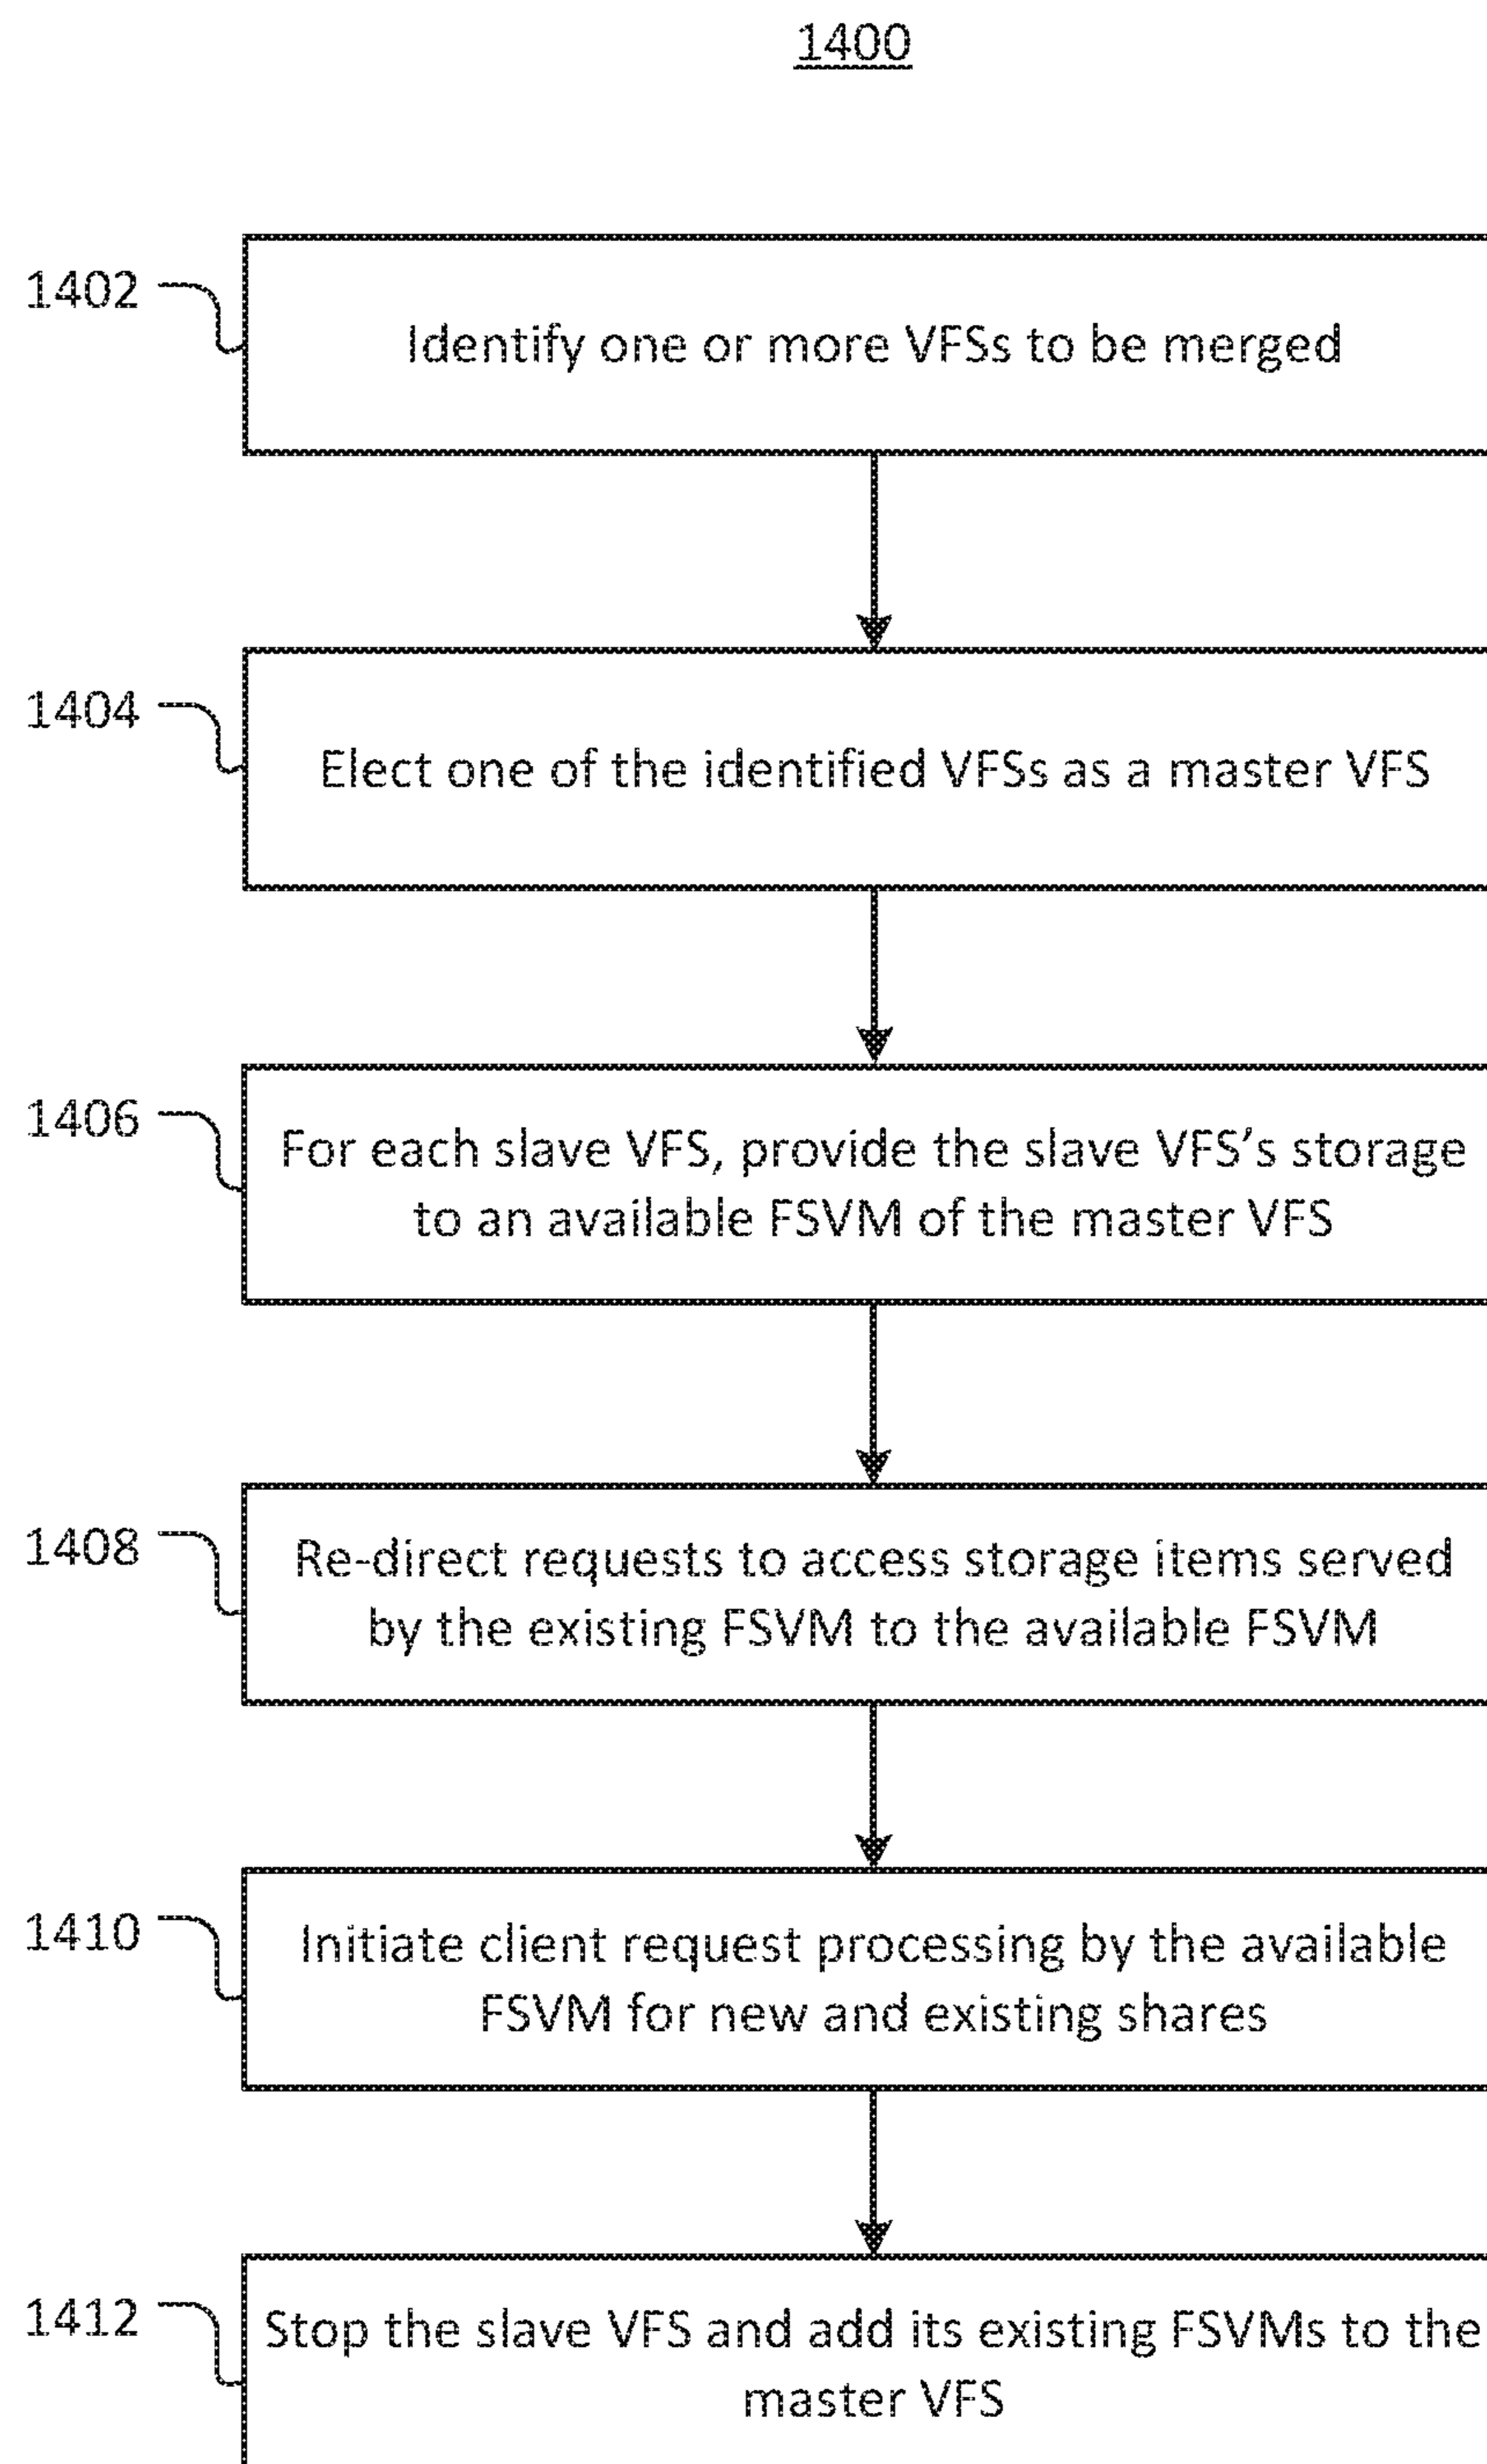 1400
1402
Identify one or more VFSs to be merged
1404
Elect one of the identified VFSs as a master VFS
1406
For each slave VFS, provide the slave VFS's storage
to an available FSVM of the master VFS
1408
Re-direct requests to access storage items served
by the existing FSVM to the available FSVM
1410
Initiate client request processing by the available
FSVM for new and existing shares
1412
Stop the slave VFS and add its existing FSVMs to the
master VFS